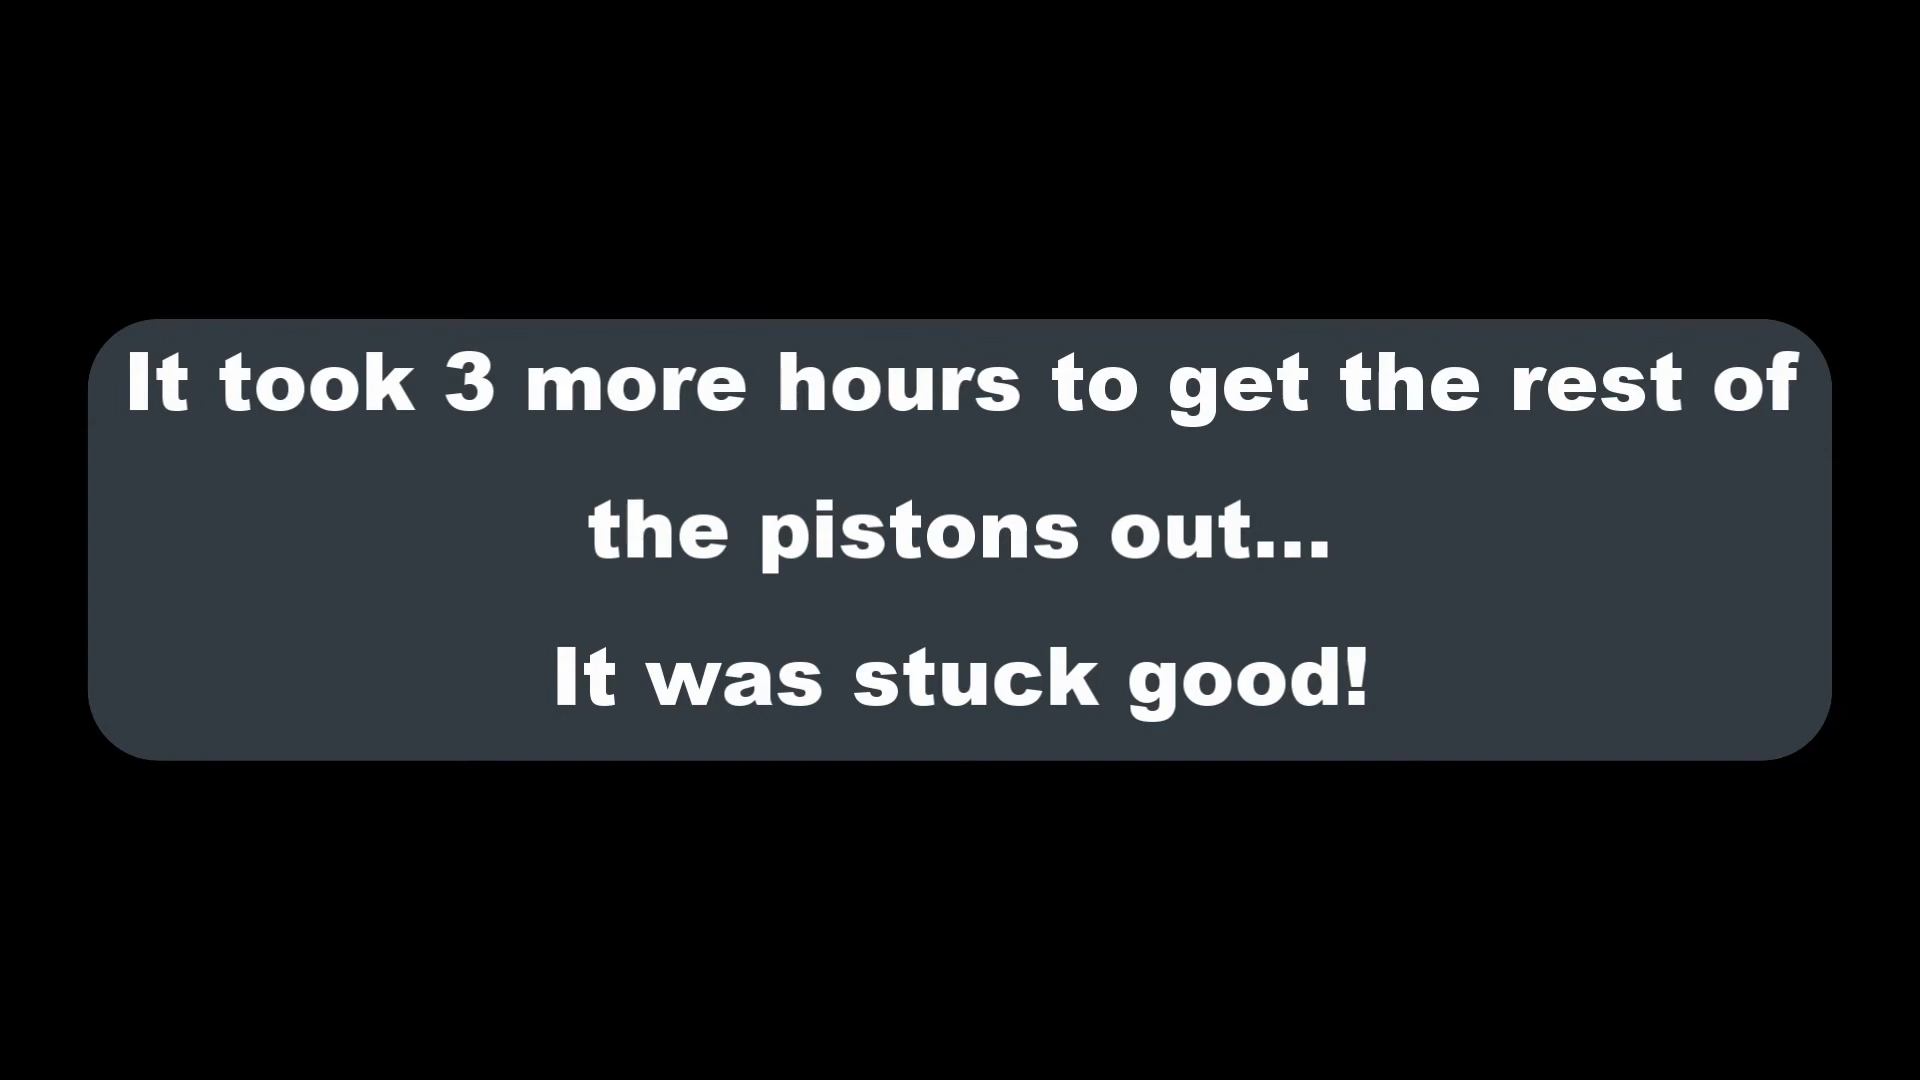 It took 3 more hours to get the rest of
the pistons out...
It was stuck good!